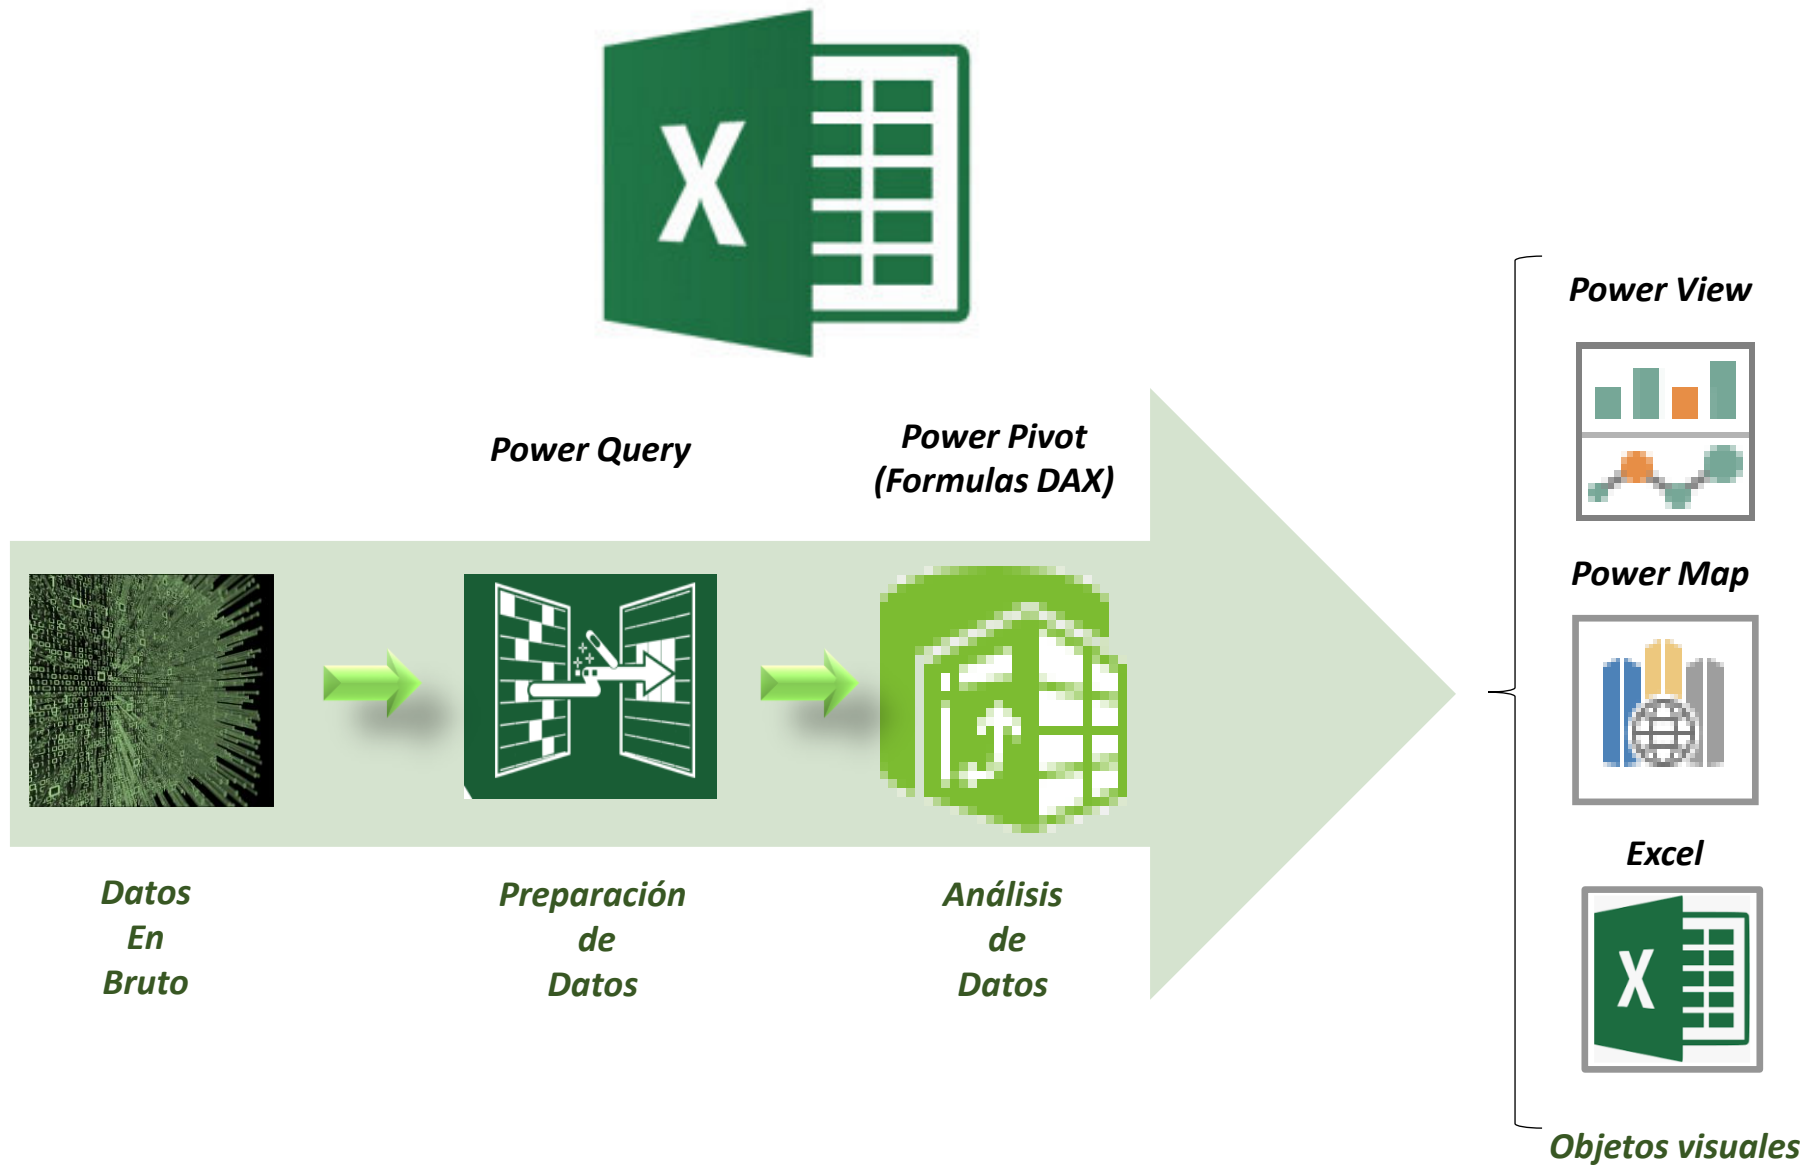 X
Power Query
Power Pivot
(Formulas DAX)
Datos
En
Bruto
Preparación
de
Datos
Análisis
de
Datos
Power View
Power Map
Excel
X
Objetos visuales